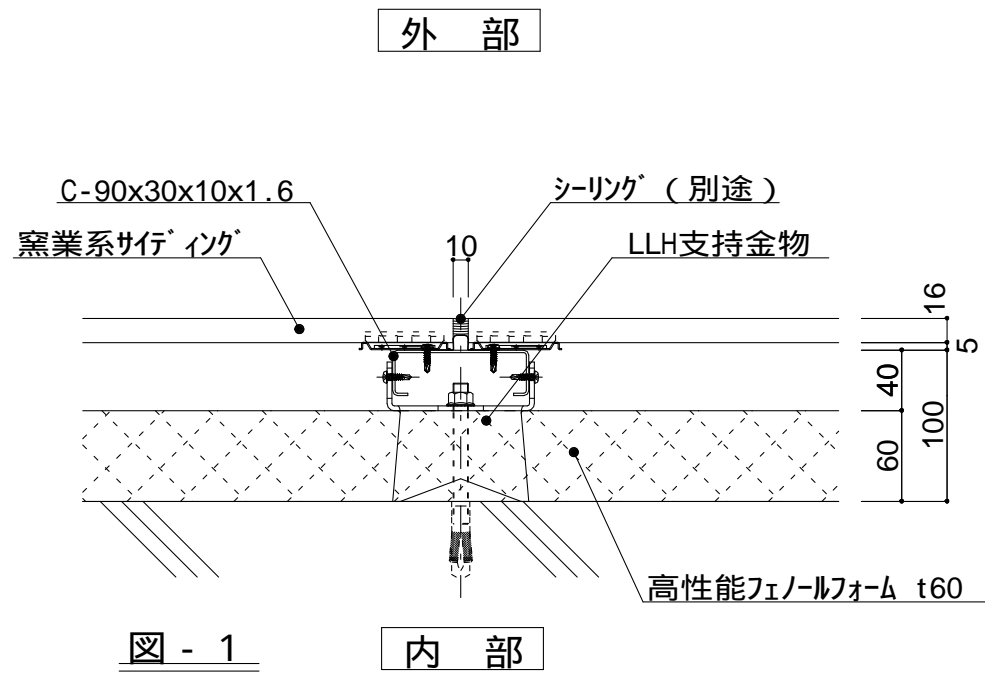 外 部
C-90x30x10x1.6
シーリング（別途）
窯業系サイディング
10
LLH支持金物
16
5
40
100
60
高性能フェノールフォーム t60
図 - 1
内 部